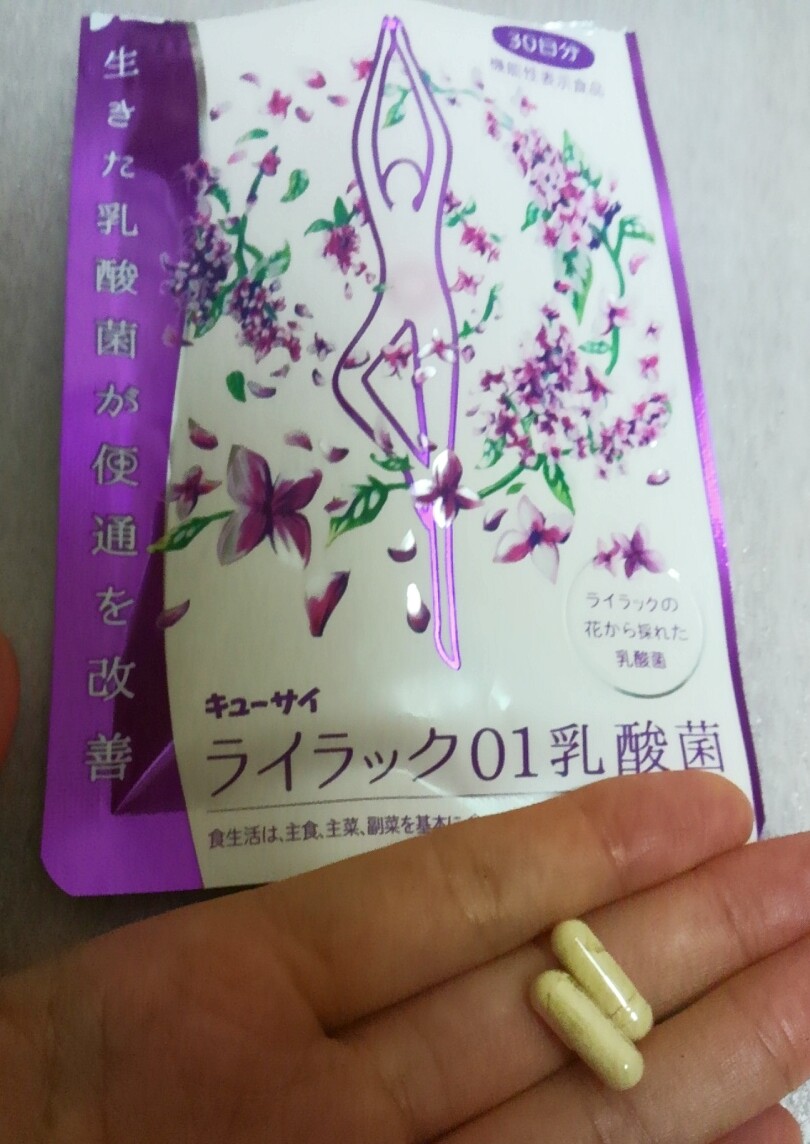 生きた乳酸菌が便通を改善
30日分
機能性表示食品
ライラックの
花から採れた
乳酸菌
キューサイ
ライラック01乳酸菌
食生活は、主食、主菜、副菜を基本に、